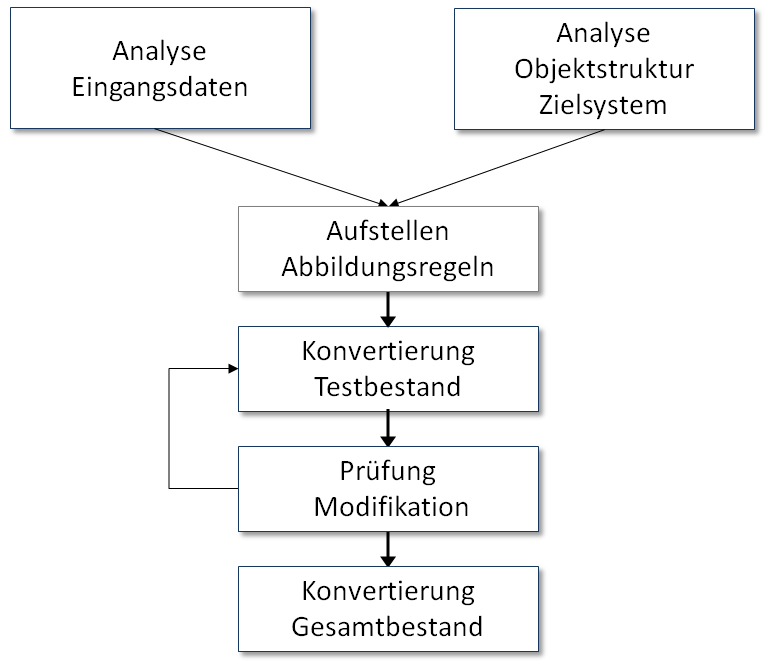 Analyse
Eingangsdaten
Analyse
Objektstruktur
Zielsystem
Aufstellen
Abbildungsregeln
Konvertierung
Testbestand
Prüfung
Modifikation
Konvertierung
Gesamtbestand